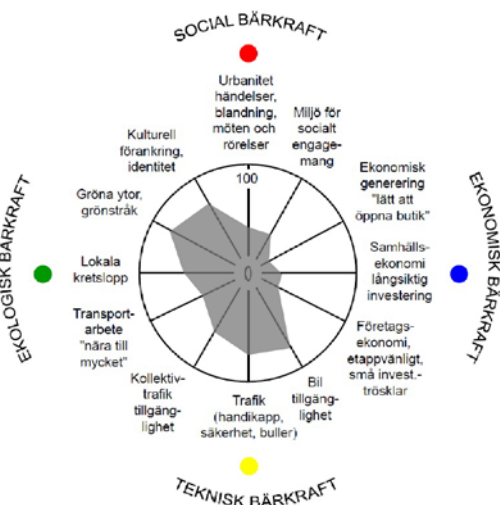 SOCIAL BÄRKRAFT
Urbanitet
händelser,
blandning,
möten och
rörelser
Miljö för
socialt
engage-
mang
Ekonomisk
generering
"lätt att
öppna butik"
EKONOMISK BÄRKRAFT
Samhälls-
ekonomi
långsiktig
investering
Företags-
ekonomi,
etappvänligt,
små invest.-
trösklar
Bil
tillgäng-
lighet
Trafik
(handikapp,
säkerhet, buller)
TEKNISK BÄRKRAFT
Kollektiv-
trafik
tillgäng-
lighet
Transport-
arbete
"nära till
mycket"
Lokala
kretslopp
EKOLOGISK BÄRKRAFT
Gröna ytor,
grönstråk
Kulturell
förankring,
identitet
100
0